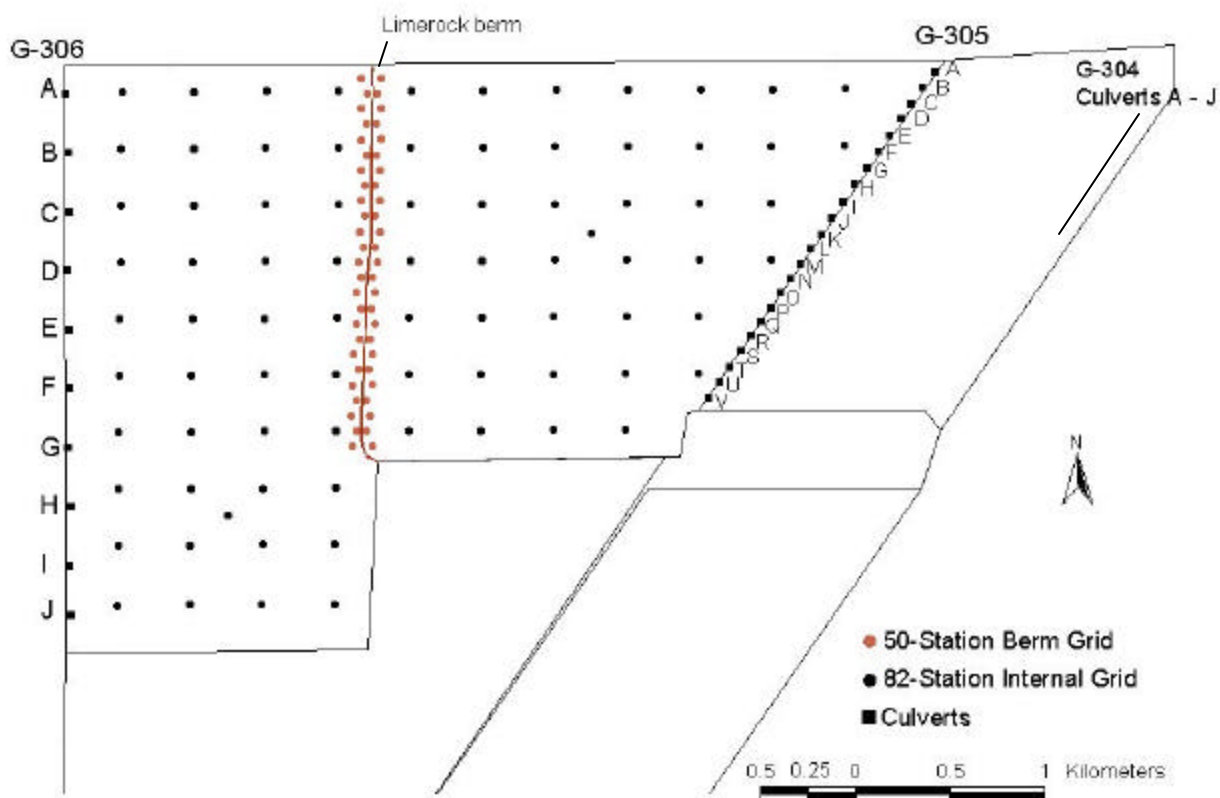 Limerock berm
G-306
G-305
G-304
Culverts A - J
A
B
C
D
E
F
G
H
I
J
A
B
C
D
E
F
G
H
I
J
K
L
M
N
O
P
Q
R
S
T
U
V
N
50-Station Berm Grid
82-Station Internal Grid
Culverts
0.5 0.25 0 0.5 1 Kilometers